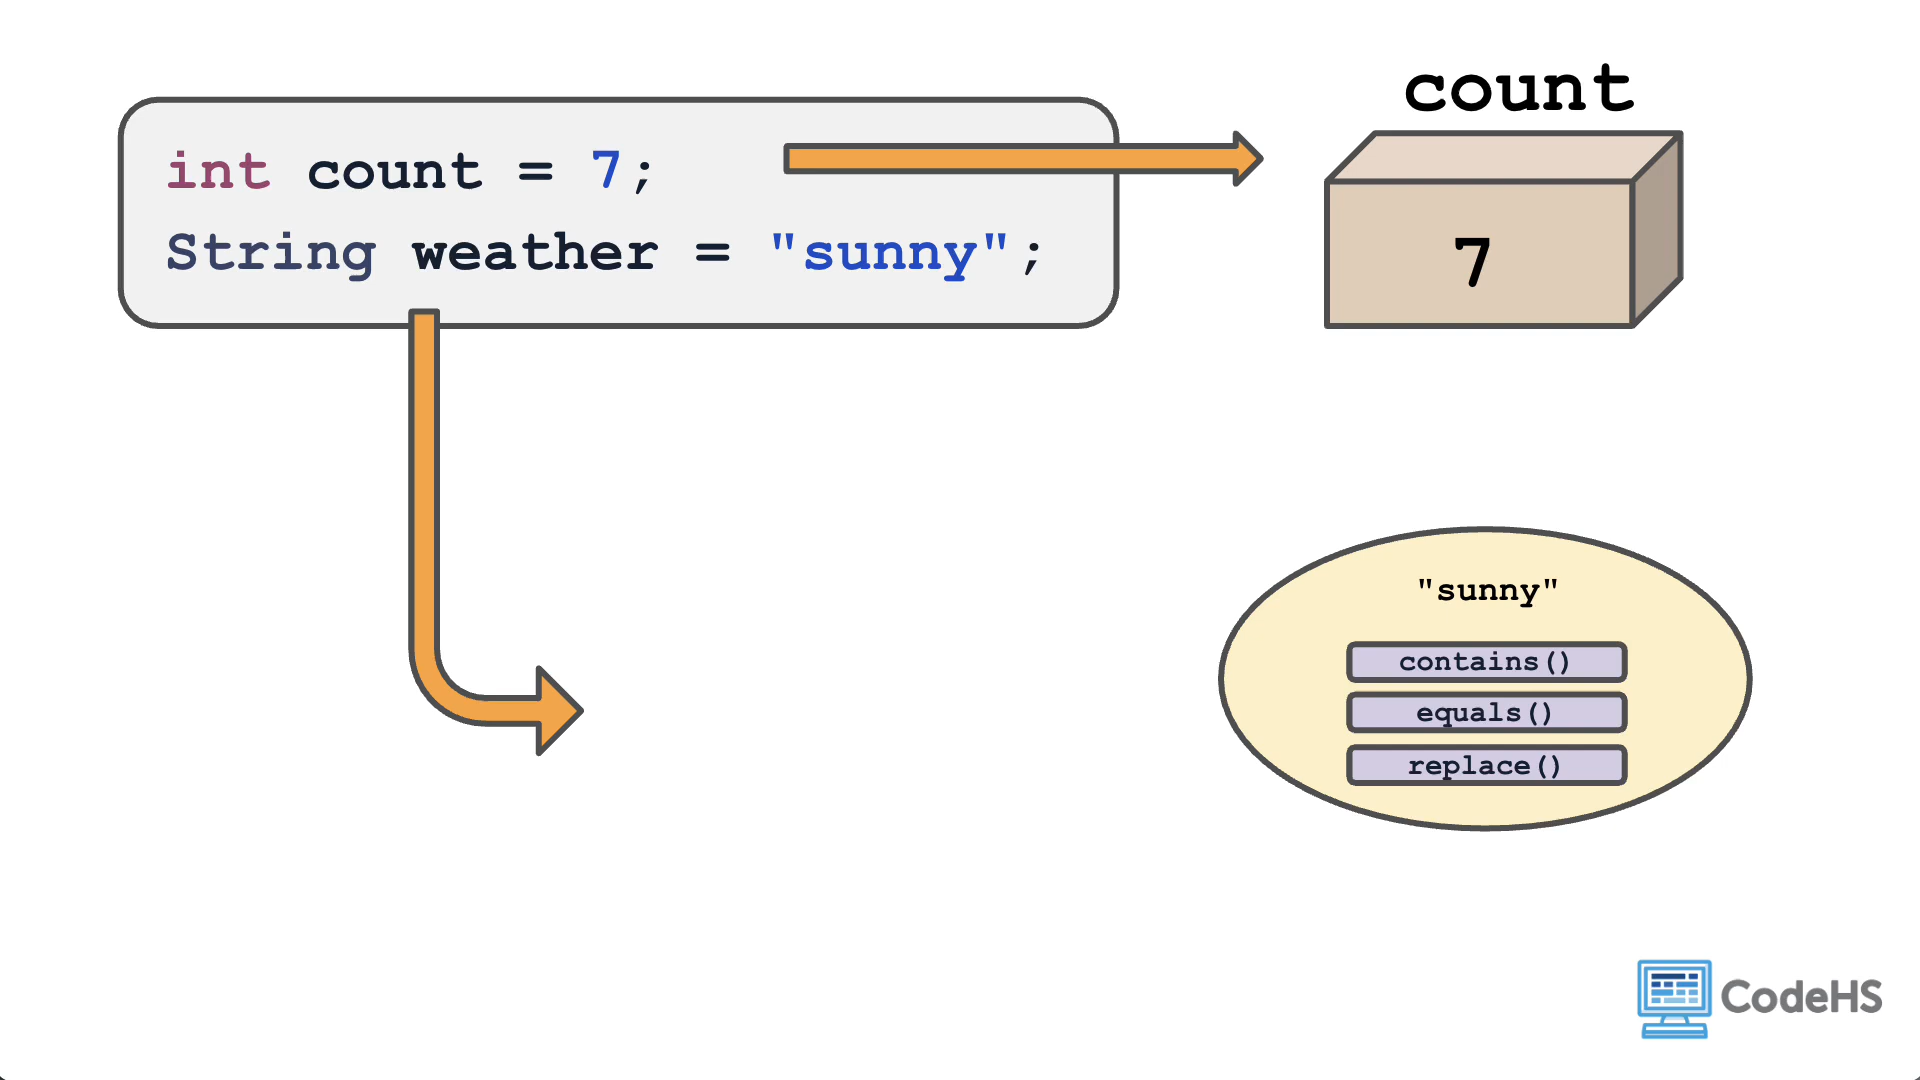 int count = 7;
String weather = "sunny";
count
7
"sunny"
contains()
equals()
replace()
CodeHS